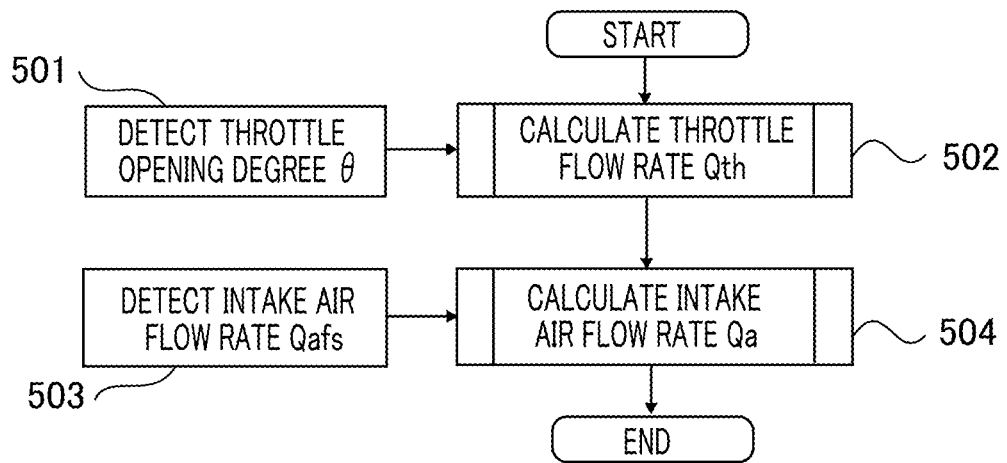 START
501
DETECT THROTTLE
OPENING DEGREE θ
CALCULATE THROTTLE
FLOW RATE Qth
502
DETECT INTAKE AIR
FLOW RATE Qafs
503
CALCULATE INTAKE
AIR FLOW RATE Qa
504
END